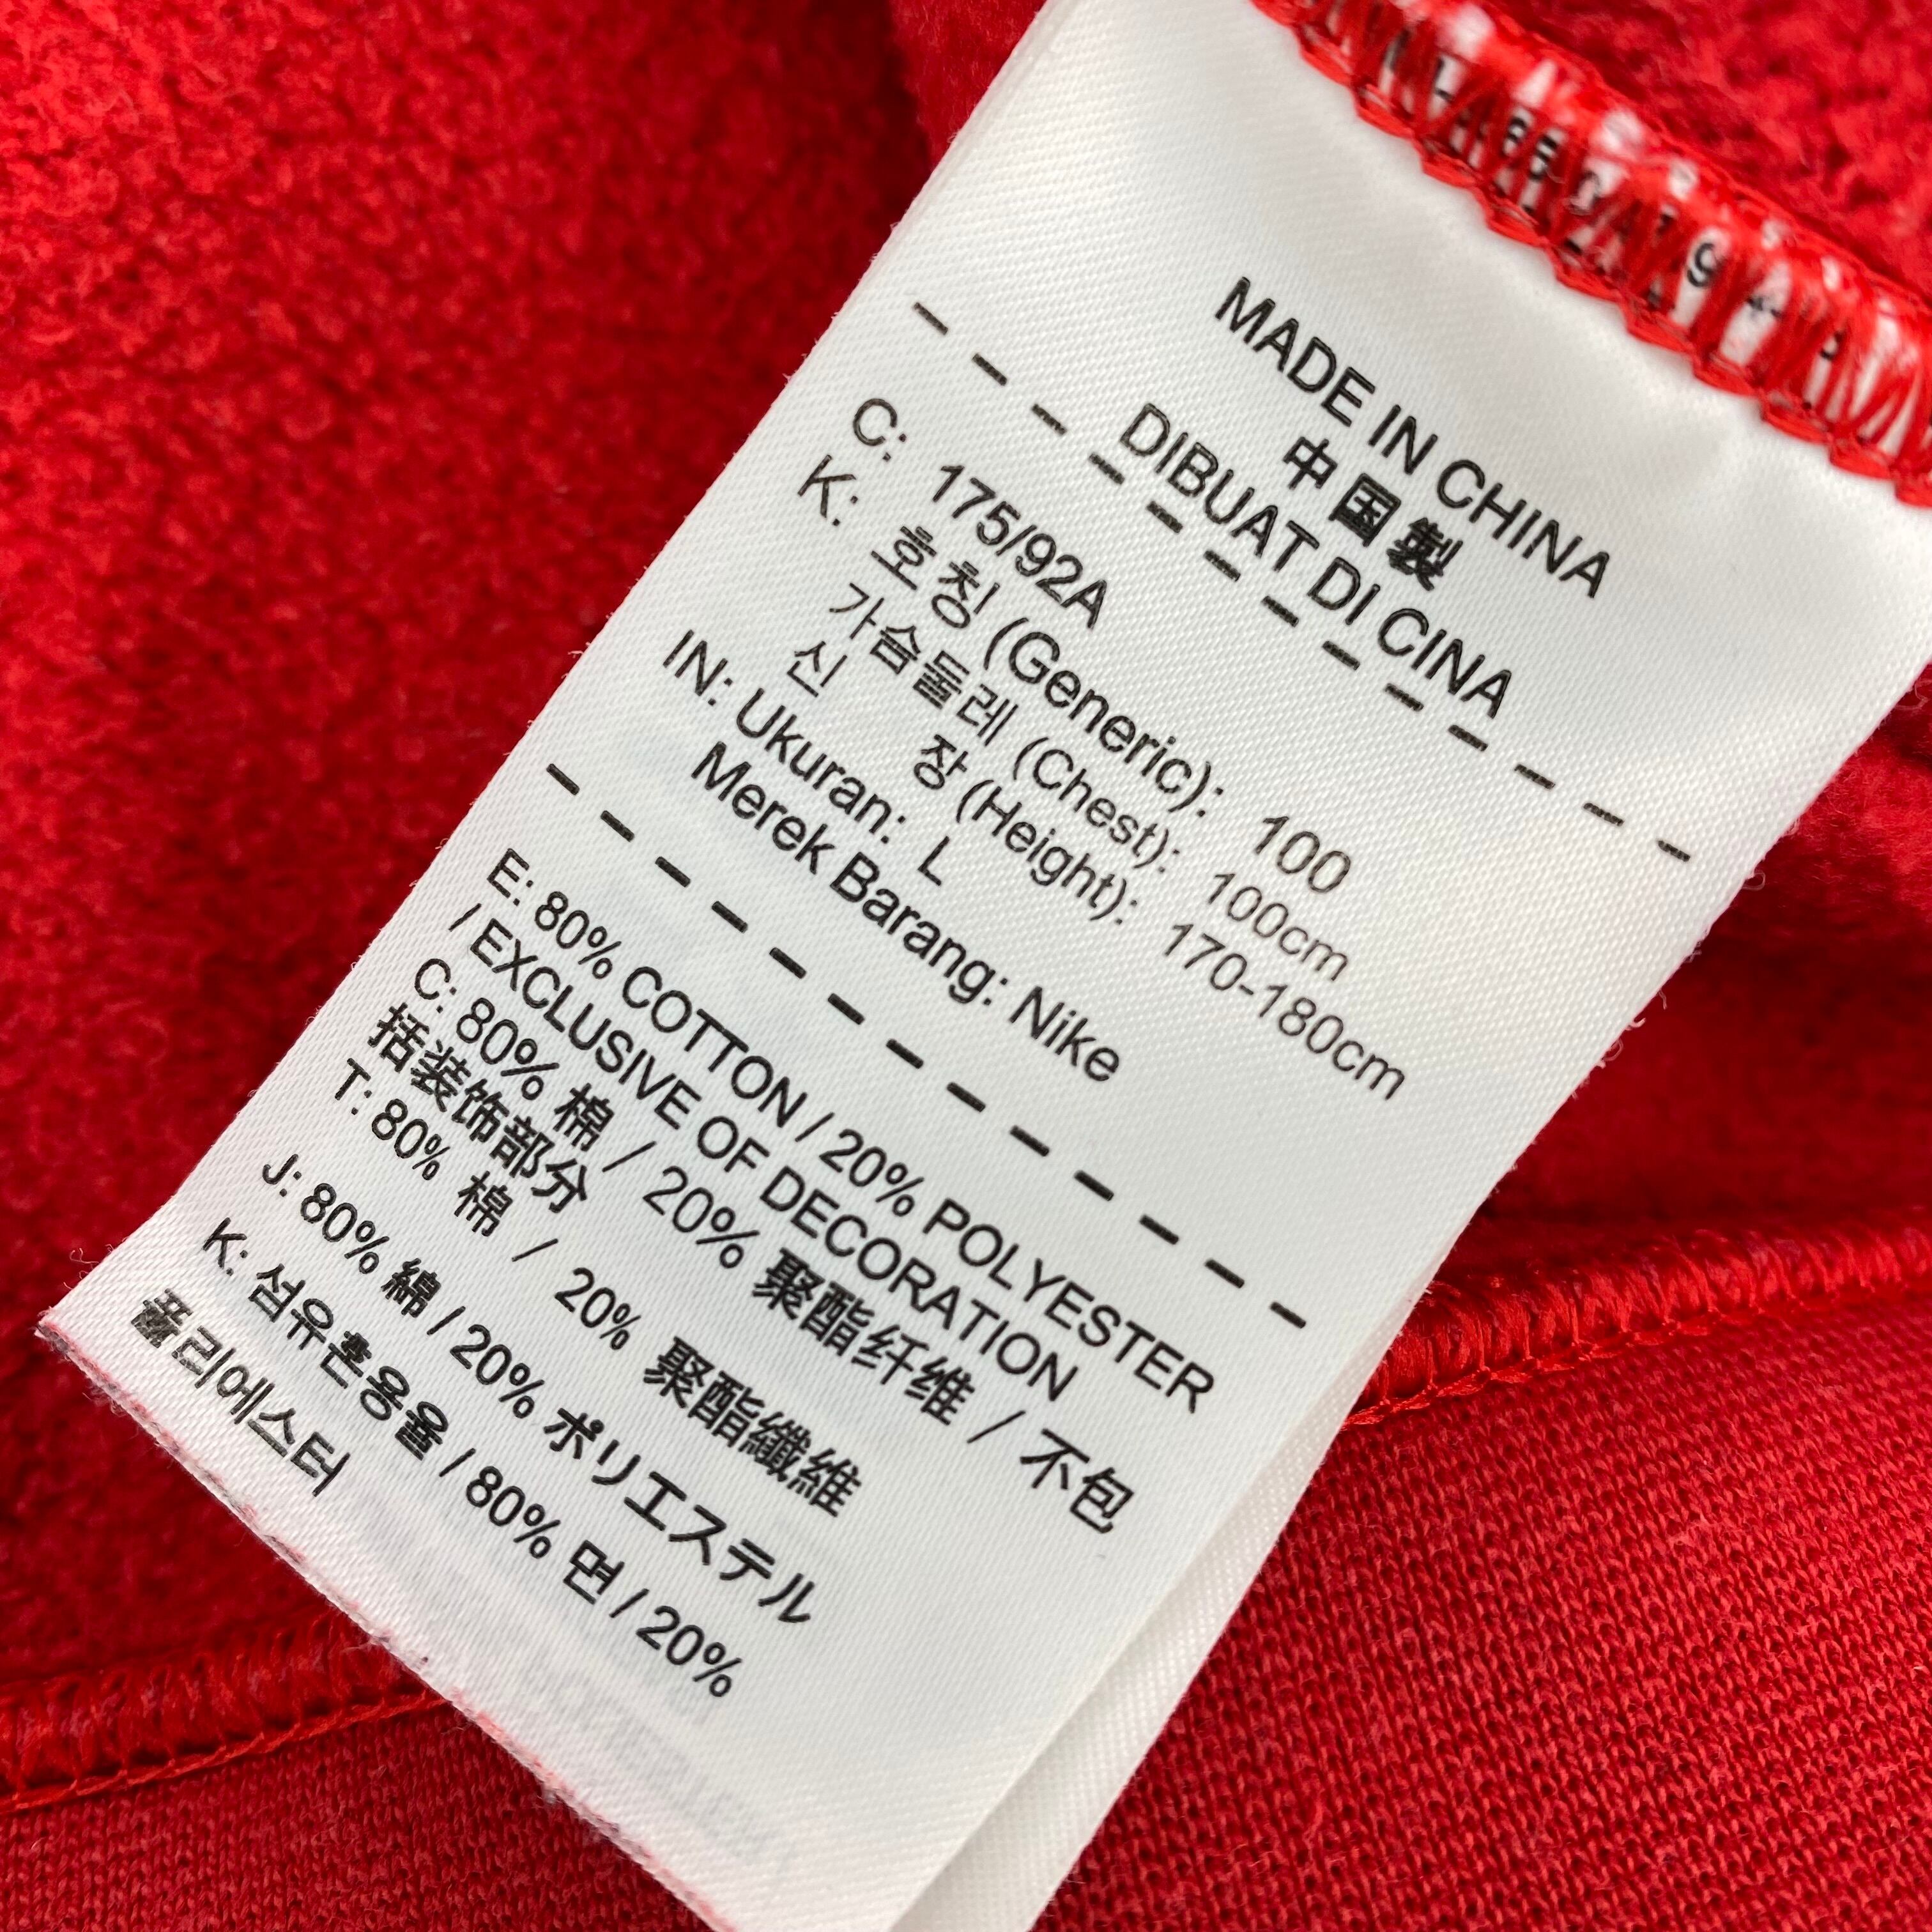 MADE IN CHINA
中国製
DIBUAT DI CINA
C: 175/92A
K: 호칭 (Generic): 100
가슴둘레 (Chest): 100cm
신 장 (Height): 170-180cm
IN: Ukuran: L
Merek Barang: Nike
E: 80% COTTON / 20% POLYESTER
/ EXCLUSIVE OF DECORATION
C: 80% 棉 / 20% 聚酯纤维 / 不包
括装饰部分
T: 80% 棉 / 20% 聚酯纖維
J: 80% 綿 / 20% ポリエステル
K: 섬유혼용율 / 80% 면 / 20%
폴리에스터